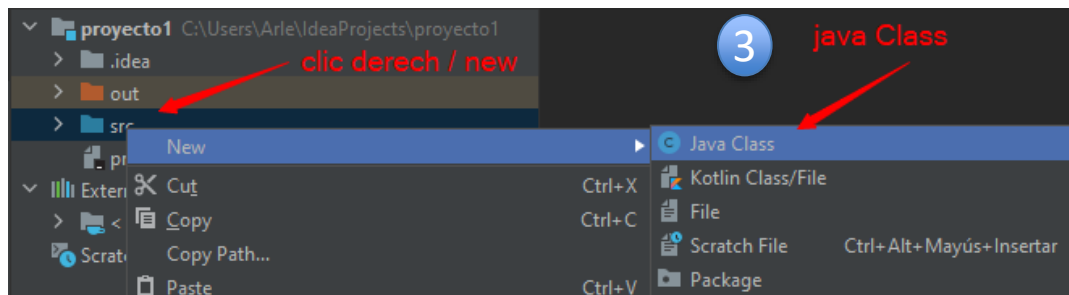 proyecto1 C:\Users\Arle\IdeaProjects\proyecto1
3
java Class
.idea
clic derech / new
out
src
New
Java Class
Kotlin Class/File
Cut Ctrl+X
File
Copy Ctrl+C
Scratch File Ctrl+Alt+Mayús+Insertar
Copy Path...
Package
Paste Ctrl+V